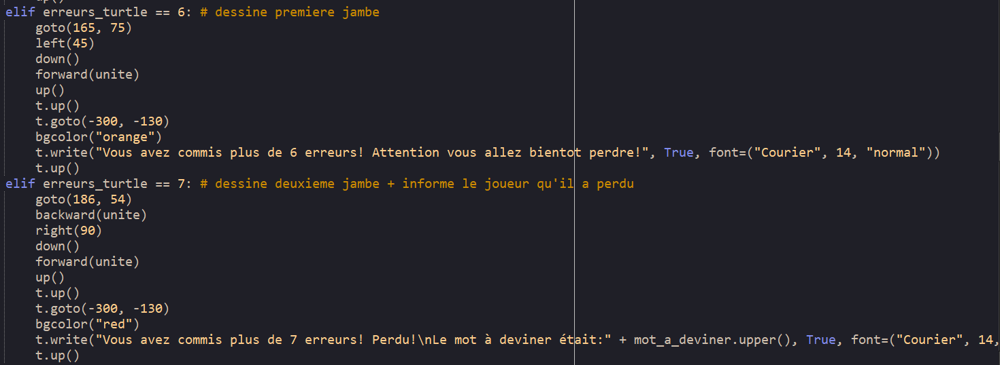 up()
elif erreurs_turtle == 6: # dessine premiere jambe
goto(165, 75)
left(45)
down()
forward(unite)
up()
t.up()
t.goto(-300, -130)
bgcolor("orange")
t.write("Vous avez commis plus de 6 erreurs! Attention vous allez bientot perdre!", True, font=("Courier", 14, "normal"))
t.up()
elif erreurs_turtle == 7: # dessine deuxieme jambe + informe le joueur qu'il a perdu
goto(186, 54)
backward(unite)
right(90)
down()
forward(unite)
up()
t.up()
t.goto(-300, -130)
bgcolor("red")
t.write("Vous avez commis plus de 7 erreurs! Perdu!\nLe mot à deviner était:" + mot_a_deviner.upper(), True, font=("Courier", 14,
t.up()